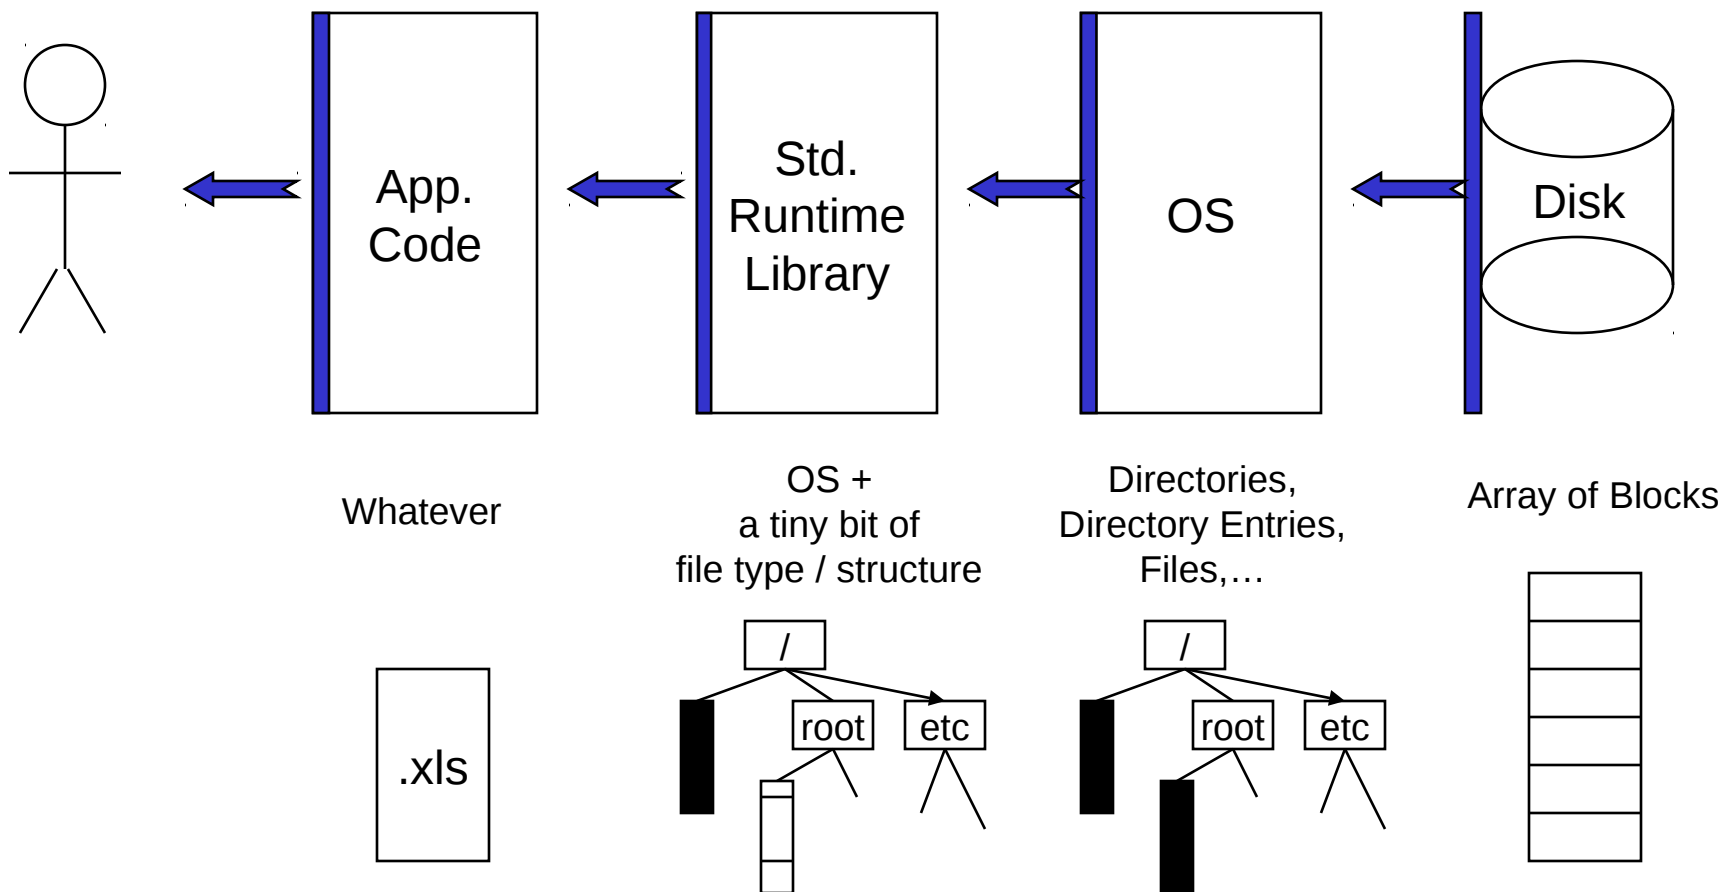 App.
Code
Std.
Runtime
Library
OS
Disk
Whatever
OS +
a tiny bit of
file type / structure
Directories,
Directory Entries,
Files,…
Array of Blocks
.xls
/
root
etc
/
root
etc